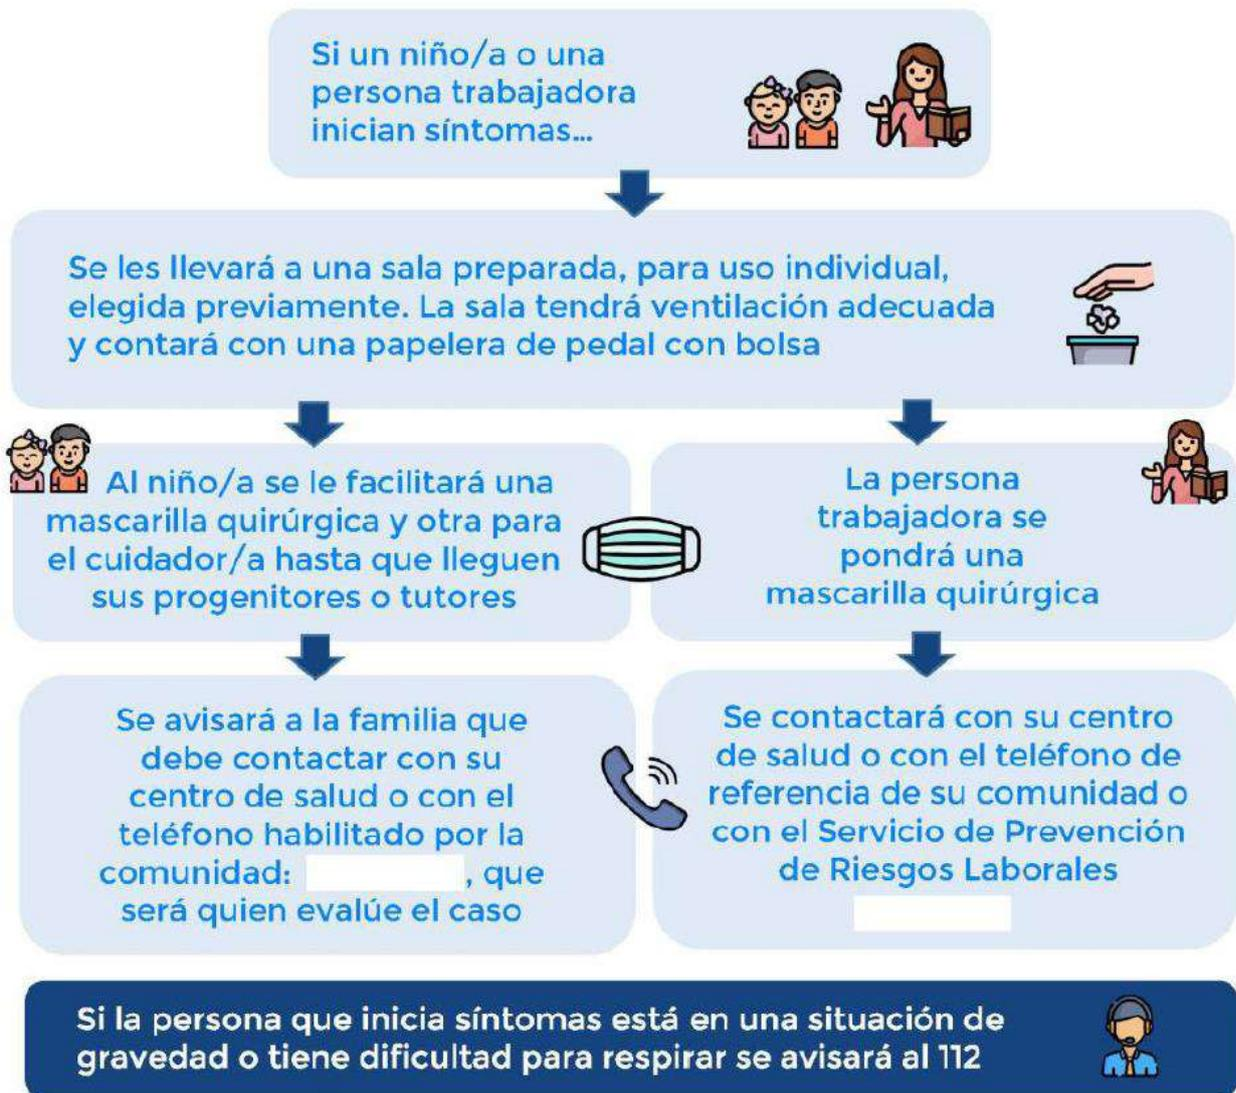 Si un niño/a o una
persona trabajadora
inician síntomas...
Se les llevará a una sala preparada, para uso individual,
elegida previamente. La sala tendrá ventilación adecuada
y contará con una papelera de pedal con bolsa
Al niño/a se le facilitará una
mascarilla quirúrgica y otra para
el cuidador/a hasta que lleguen
sus progenitores o tutores
La persona
trabajadora se
pondrá una
mascarilla quirúrgica
Se avisará a la familia que
debe contactar con su
centro de salud o con el
teléfono habilitado por la
comunidad: , que
será quien evalúe el caso
Se contactará con su centro
de salud o con el teléfono de
referencia de su comunidad o
con el Servicio de Prevención
de Riesgos Laborales
Si la persona que inicia síntomas está en una situación de
gravedad o tiene dificultad para respirar se avisará al 112